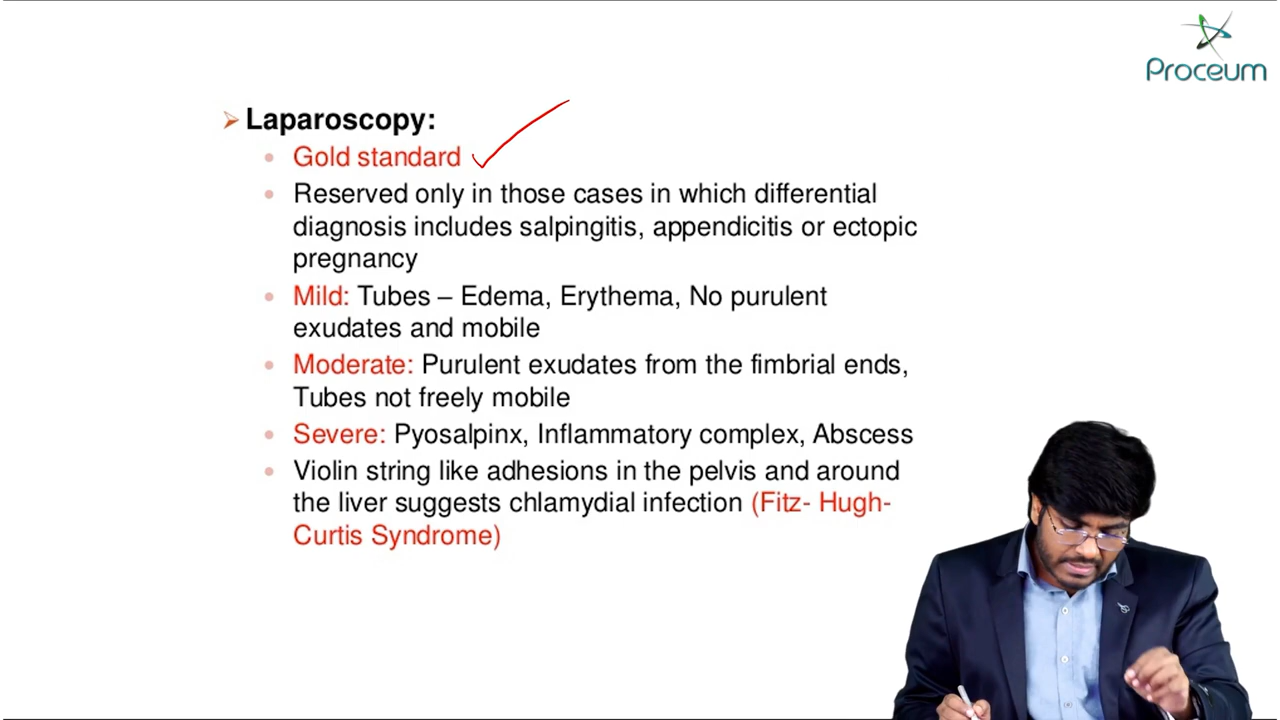 Proceum
➢ Laparoscopy:
• Gold standard
• Reserved only in those cases in which differential
diagnosis includes salpingitis, appendicitis or ectopic
pregnancy
• Mild: Tubes – Edema, Erythema, No purulent
exudates and mobile
• Moderate: Purulent exudates from the fimbrial ends,
Tubes not freely mobile
• Severe: Pyosalpinx, Inflammatory complex, Abscess
• Violin string like adhesions in the pelvis and around
the liver suggests chlamydial infection (Fitz- Hugh-
Curtis Syndrome)